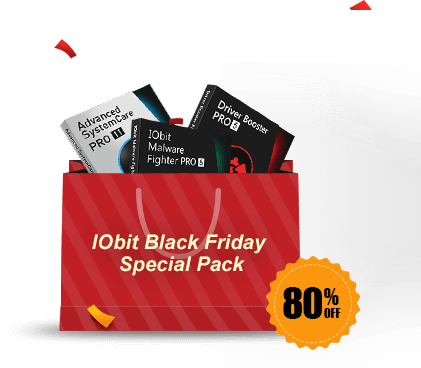 Advanced
SystemCare
PRO 11
IObit
Malware
Fighter PRO 5
Driver Booster
PRO
IObit Black Friday
Special Pack
80%
OFF